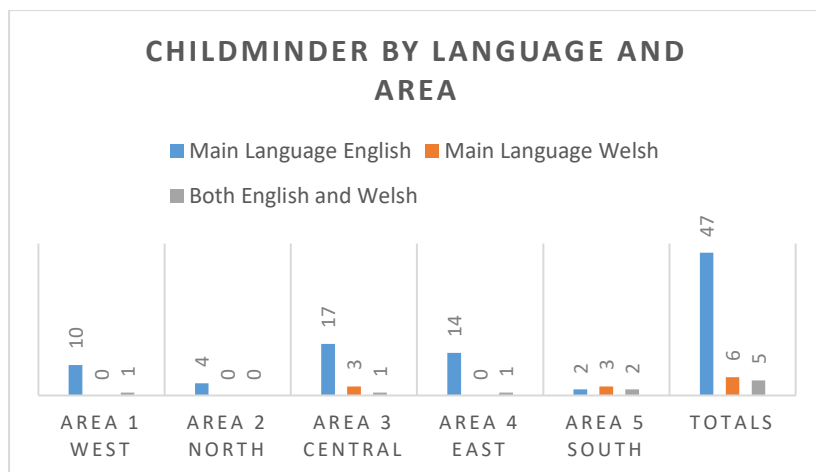 CHILDMINDER BY LANGUAGE AND
AREA
Main Language English Main Language Welsh
Both English and Welsh
10 0 1 4 0 0 17 3 1 14 0 1 2 3 2 47 6 5
AREA 1 AREA 2 AREA 3 AREA 4 AREA 5 TOTALS
WEST NORTH CENTRAL EAST SOUTH